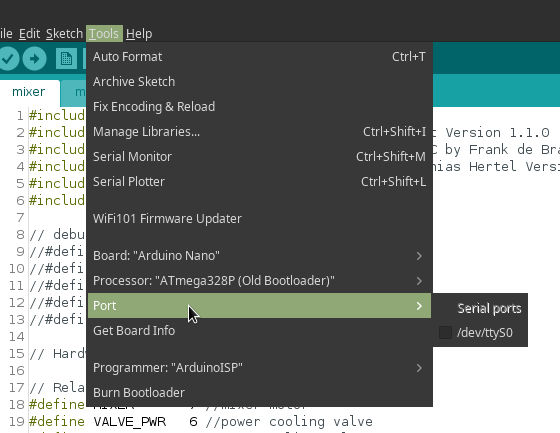 ile Edit Sketch Tools Help
Auto Format Ctrl+T
Archive Sketch
Fix Encoding & Reload
Manage Libraries... Ctrl+Shift+I
Serial Monitor Ctrl+Shift+M
Serial Plotter Ctrl+Shift+L
WiFi101 Firmware Updater
Board: "Arduino Nano"
Processor: "ATmega328P (Old Bootloader)"
Port
Get Board Info
Programmer: "ArduinoISP"
Burn Bootloader
Serial ports
/dev/ttyS0
mixer
1 #includ
2 #includ t Version 1.1.0
3 #includ C by Frank de Bra
4 #includ nias Hertel Versi
5 #includ
6 #includ
7
8 // debu
9 //#defi
10 //#defi
11 //#defi
12 //#defi
13 //#defi
14
15 // Hardw
16
17 // Rela
18 #define MIXER 7 //mixer motor
19 #define VALVE_PWR 6 //power cooling valve